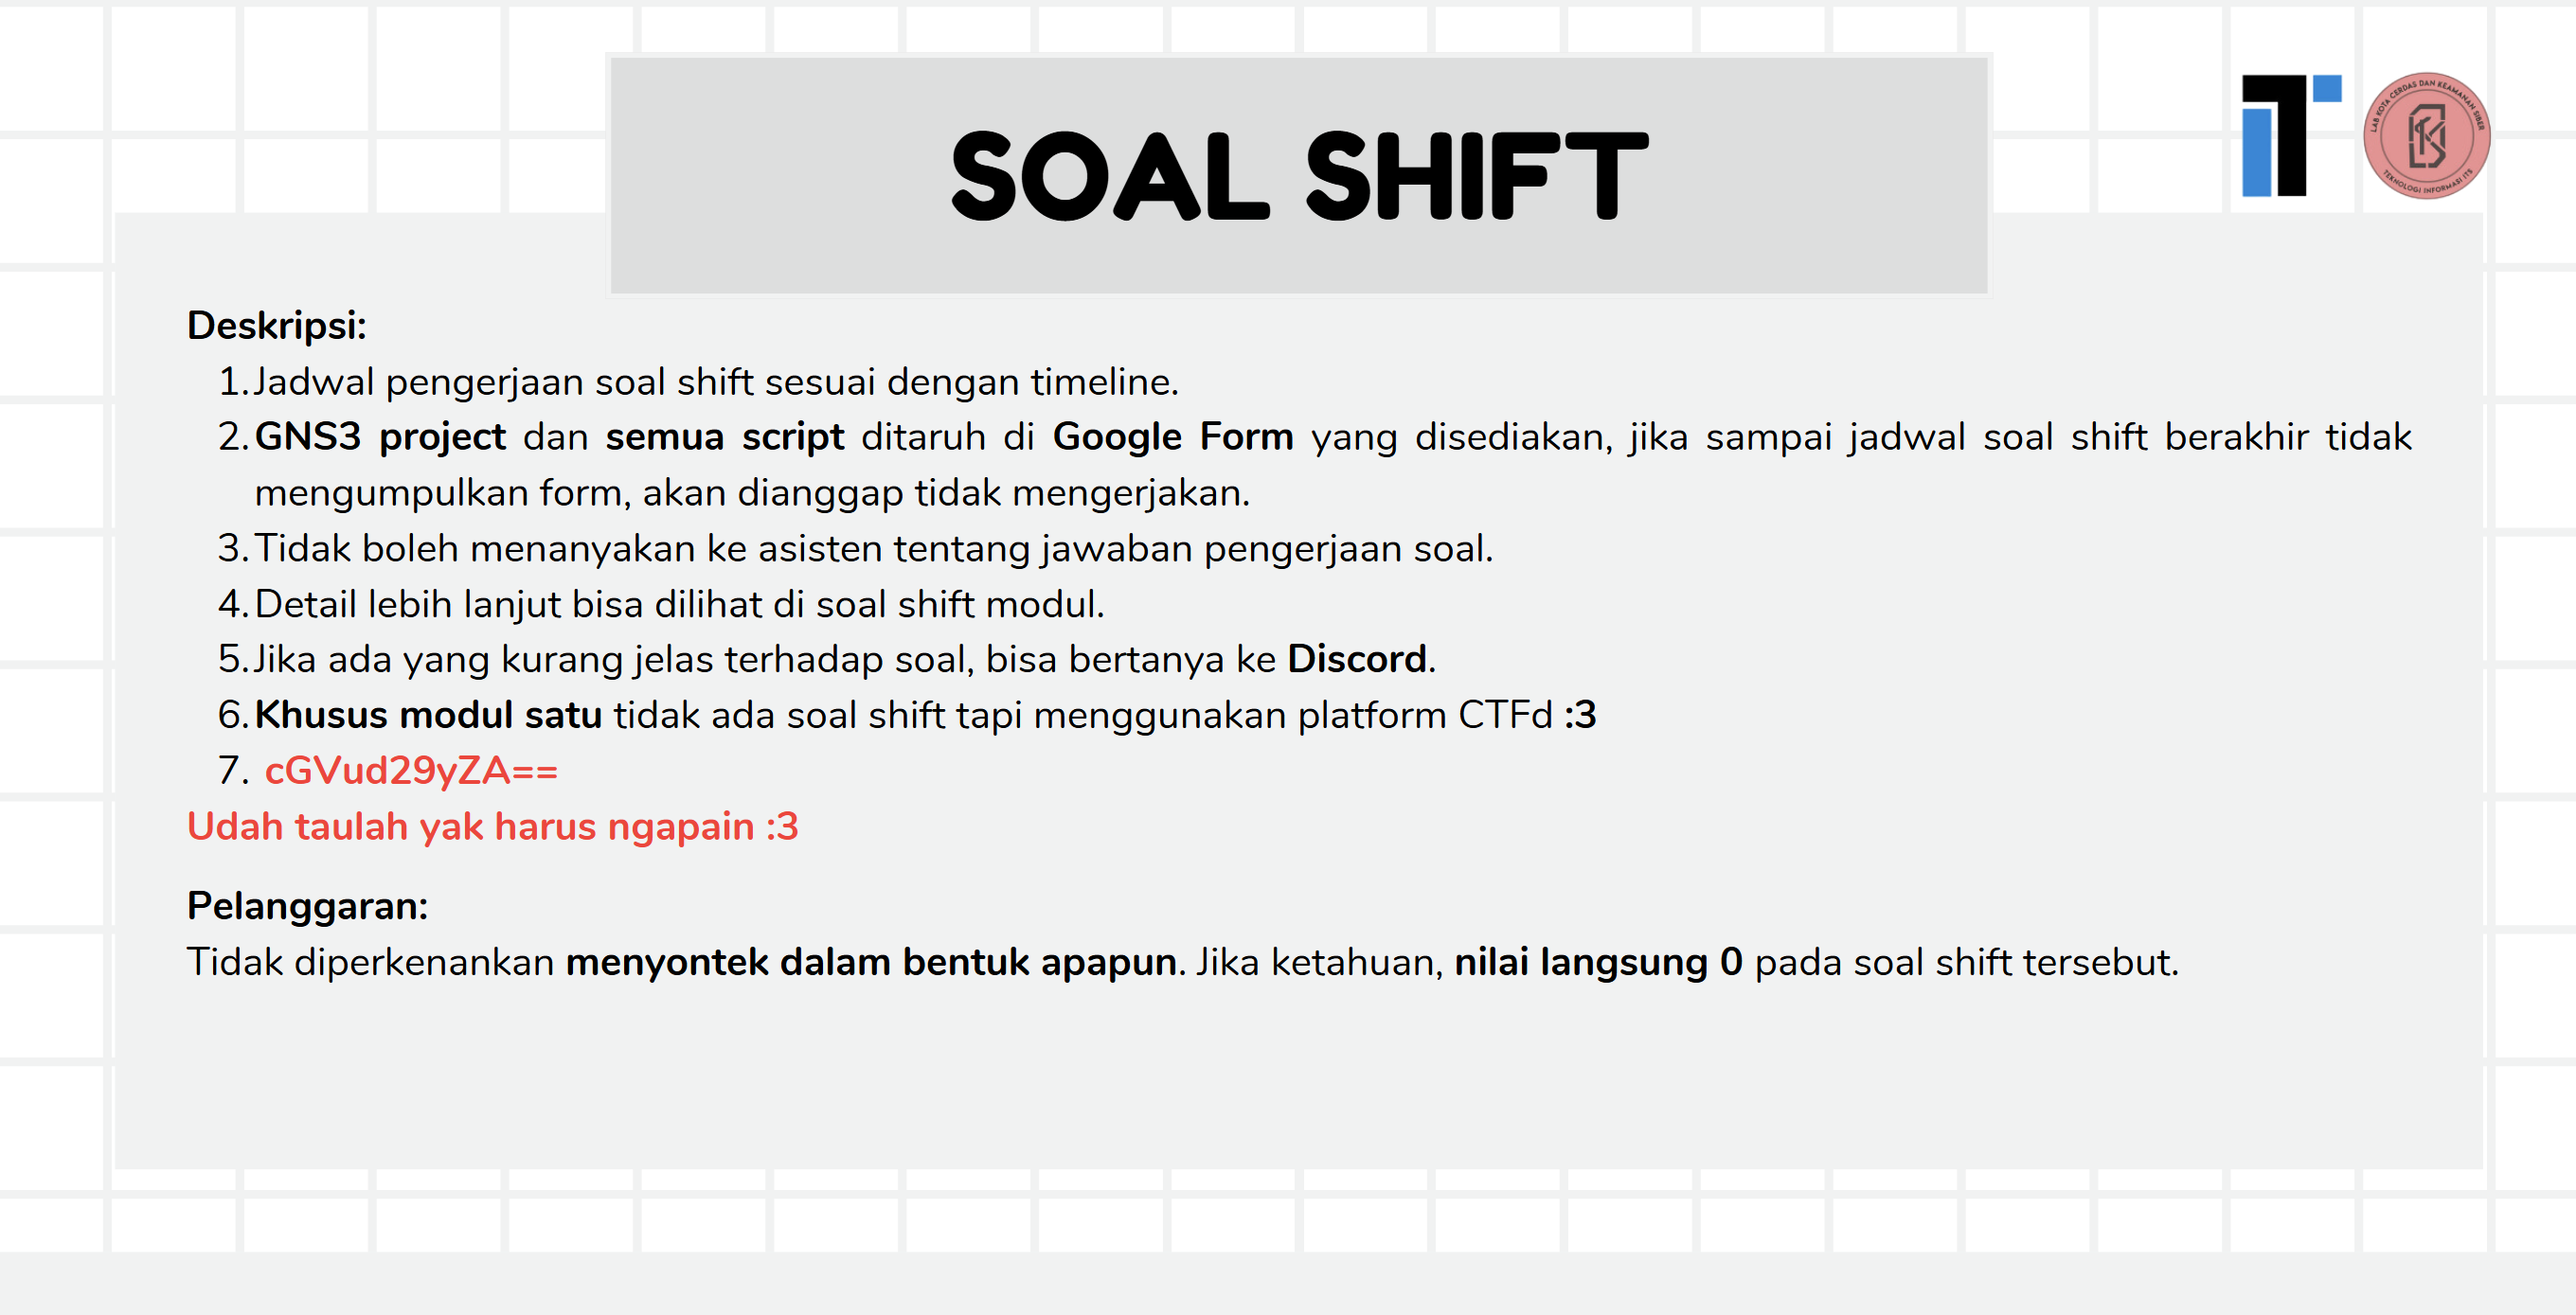 SOAL SHIFT
LAB KOTA CERDAS DAN KEAMANAN SIBER
TEKNOLOGI INFORMASI ITS
Deskripsi:
1. Jadwal pengerjaan soal shift sesuai dengan timeline.
2. GNS3 project dan semua script ditaruh di Google Form yang disediakan, jika sampai jadwal soal shift berakhir tidak
mengumpulkan form, akan dianggap tidak mengerjakan.
3. Tidak boleh menanyakan ke asisten tentang jawaban pengerjaan soal.
4. Detail lebih lanjut bisa dilihat di soal shift modul.
5. Jika ada yang kurang jelas terhadap soal, bisa bertanya ke Discord.
6. Khusus modul satu tidak ada soal shift tapi menggunakan platform CTFd :3
7. cGVud29yZA==
Udah taulah yak harus ngapain :3
Pelanggaran:
Tidak diperkenankan menyontek dalam bentuk apapun. Jika ketahuan, nilai langsung 0 pada soal shift tersebut.